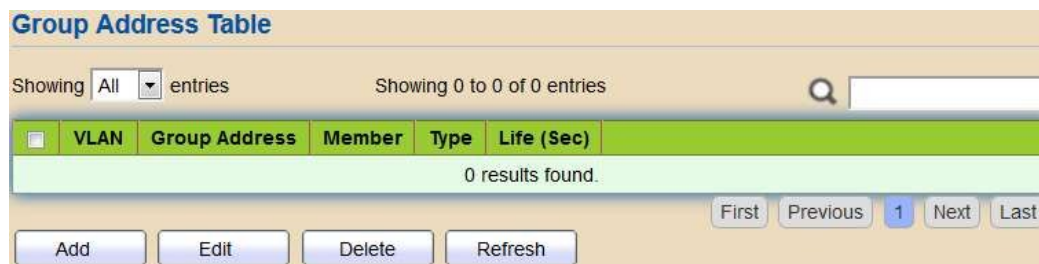 Group Address Table
Showing All entries Showing 0 to 0 of 0 entries
VLAN Group Address Member Type Life (Sec)
0 results found.
First Previous 1 Next Last
Add Edit Delete Refresh